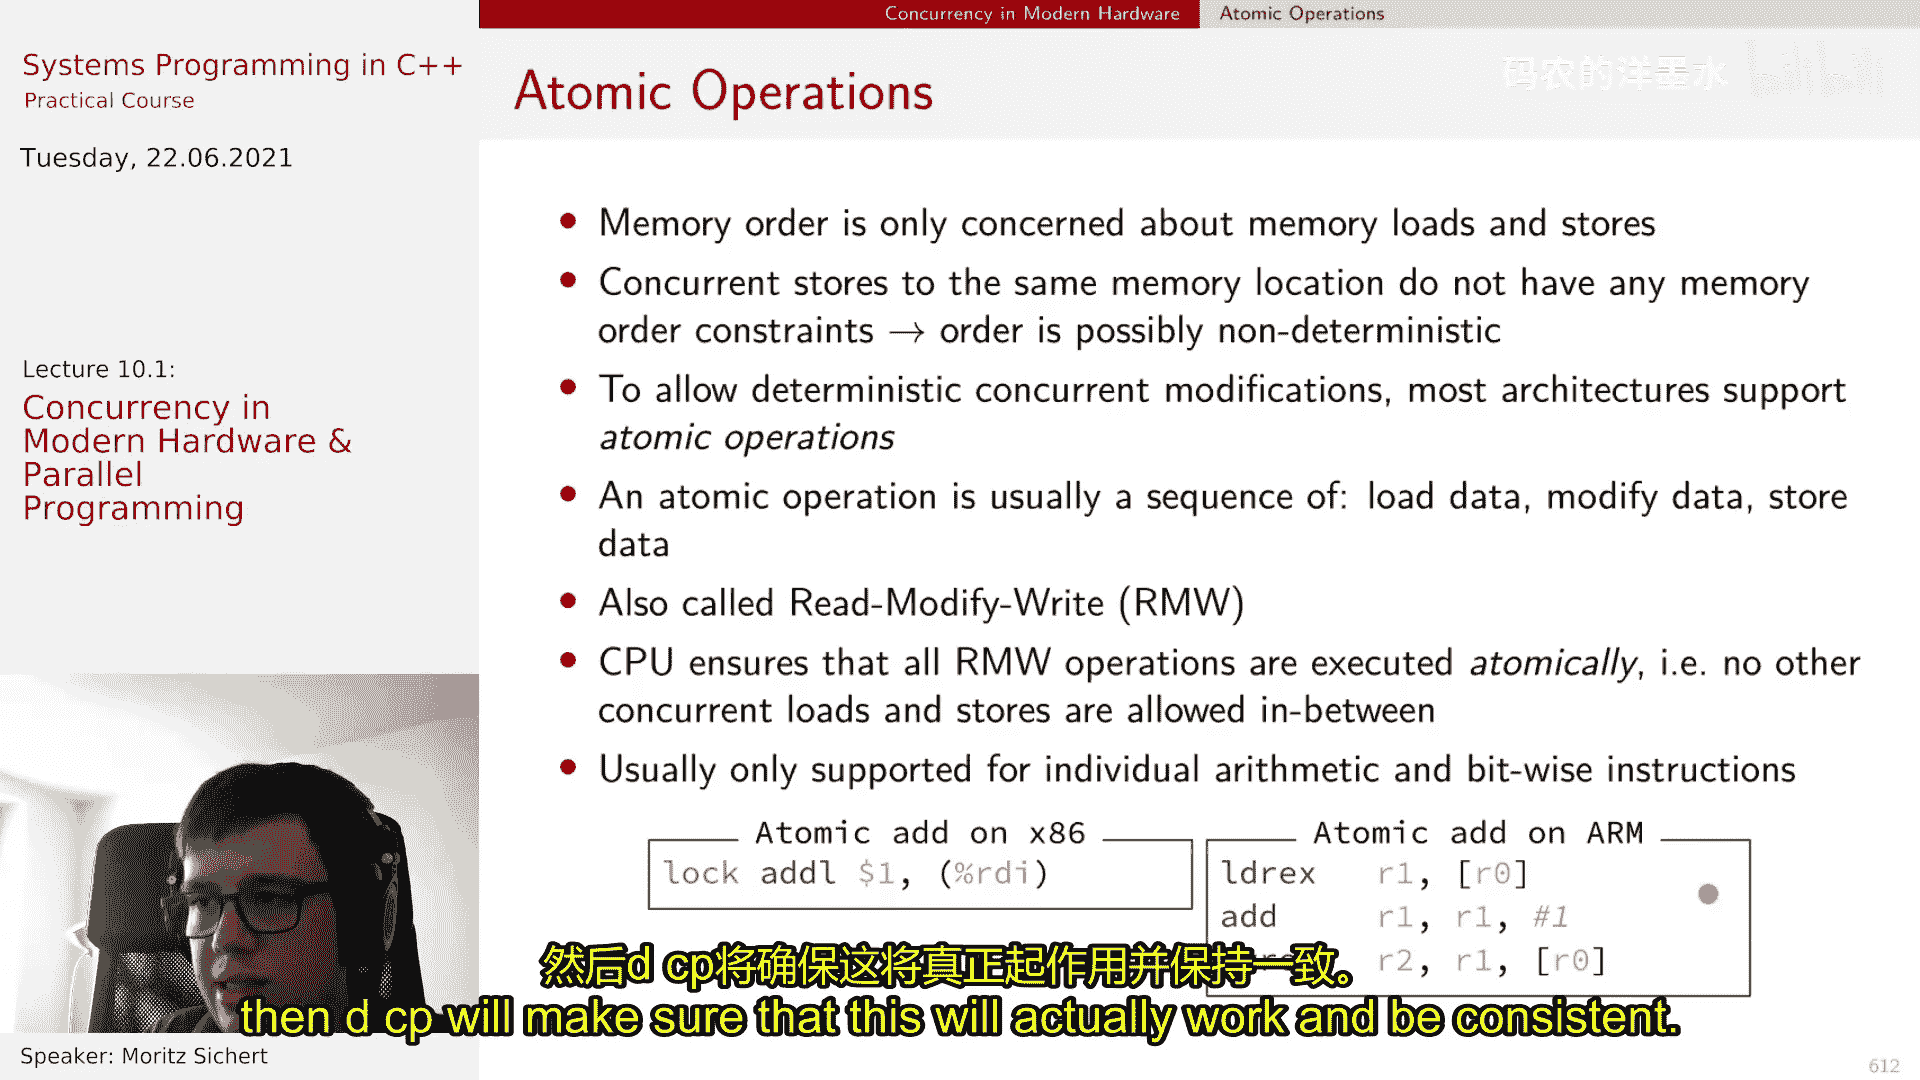 Concurrency in Modern Hardware
Atomic Operations
Systems Programming in C++
Practical Course
Tuesday, 22.06.2021
Lecture 10.1:
Concurrency in
Modern Hardware &
Parallel
Programming
Atomic Operations
码农的洋墨水
bilibili
• Memory order is only concerned about memory loads and stores
• Concurrent stores to the same memory location do not have any memory
order constraints → order is possibly non-deterministic
• To allow deterministic concurrent modifications, most architectures support
atomic operations
• An atomic operation is usually a sequence of: load data, modify data, store
data
• Also called Read-Modify-Write (RMW)
• CPU ensures that all RMW operations are executed atomically, i.e. no other
concurrent loads and stores are allowed in-between
• Usually only supported for individual arithmetic and bit-wise instructions
Atomic add on x86
lock addl $1, (%rdi)
Atomic add on ARM
ldrex r1, [r0]
add r1, r1, #1
r2, r1, [r0]
然后d cp将确保这将真正起作用并保持一致。
then d cp will make sure that this will actually work and be consistent.
Speaker: Moritz Sichert
612